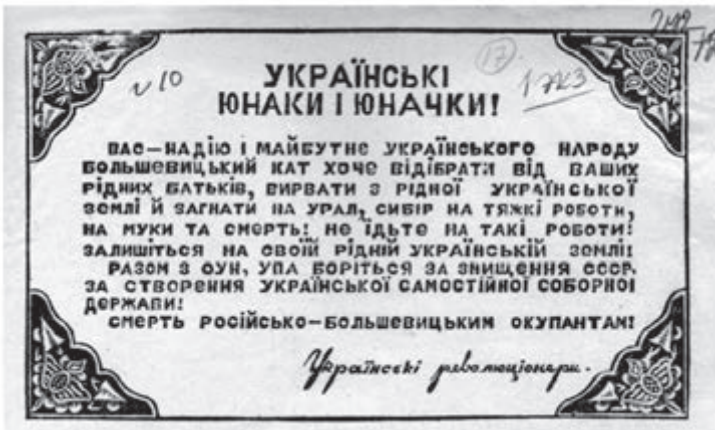 № 10
17.
УКРАЇНСЬКІ
ЮНАКИ І ЮНАЧКИ!
ВАС—НАДІЮ І МАЙБУТНЄ УКРАЇНСЬКОГО НАРОДУ
БОЛЬШЕВИЦЬКИЙ КАТ ХОЧЕ ВІДІБРАТИ ВІД ВАШИХ
РІДНИХ БАТЬКІВ, ВИРВАТИ З РІДНОЇ УКРАЇНСЬКОЇ
ЗЕМЛІ Й ЗАГНАТИ НА УРАЛ, СИБІР НА ТЯЖКІ РОБОТИ,
НА МУКИ ТА СМЕРТЬ! НЕ ЇДЬТЕ НА ТАКІ РОБОТИ!
ЗАЛИШІТЬСЯ НА СВОЇЙ РІДНІЙ УКРАЇНСЬКІЙ ЗЕМЛІ!
РАЗОМ З ОУН, УПА БОРІТЬСЯ ЗА ЗНИЩЕННЯ СССР,
ЗА СТВОРЕННЯ УКРАЇНСЬКОЇ САМОСТІЙНОЇ СОБОРНОЇ
ДЕРЖАВИ!
СМЕРТЬ РОСІЙСЬКО—БОЛЬШЕВИЦЬКИМ ОКУПАНТАМ!
Українські революціонери.